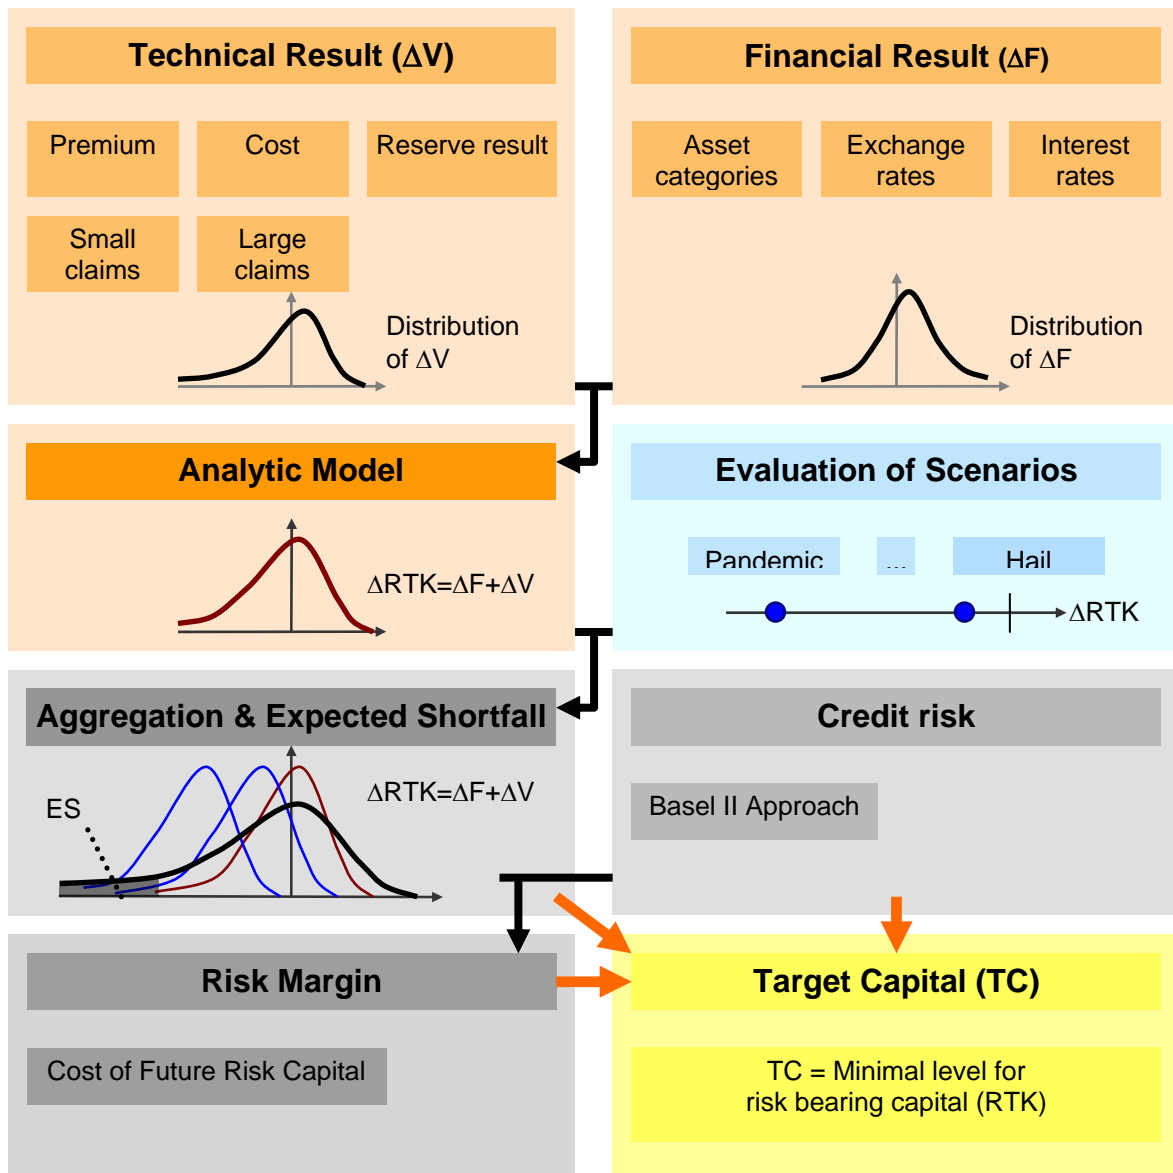 Technical Result (ΔV)
Premium
Cost
Reserve result
Small
claims
Large
claims
Distribution
of ΔV
Financial Result (ΔF)
Asset
categories
Exchange
rates
Interest
rates
Distribution
of ΔF
Analytic Model
ΔRTK=ΔF+ΔV
Evaluation of Scenarios
Pandemic
...
Hail
ΔRTK
Aggregation & Expected Shortfall
ΔRTK=ΔF+ΔV
ES
Credit risk
Basel II Approach
Risk Margin
Cost of Future Risk Capital
Target Capital (TC)
TC = Minimal level for
risk bearing capital (RTK)